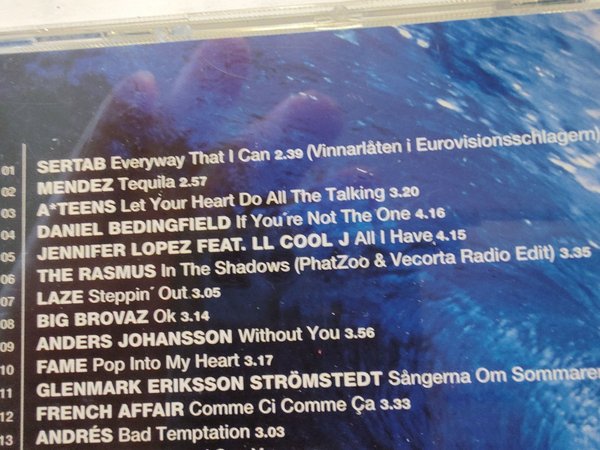 01 SERTAB Everyway That I Can 2.39 (Vinnarlåten i Eurovisionsschlagern)
02 MENDEZ Tequila 2.57
03 A*TEENS Let Your Heart Do All The Talking 3.20
04 DANIEL BEDINGFIELD If You´re Not The One 4.16
05 JENNIFER LOPEZ FEAT. LL COOL J All I Have 4.15
06 THE RASMUS In The Shadows (PhatZoo & Vecorta Radio Edit) 3.35
07 LAZE Steppin´ Out 3.05
08 BIG BROVAZ Ok 3.14
09 ANDERS JOHANSSON Without You 3.56
10 FAME Pop Into My Heart 3.17
11 GLENMARK ERIKSSON STRÖMSTEDT Sångerna Om Sommaren
12 FRENCH AFFAIR Comme Ci Comme Ça 3.33
13 ANDRÉS Bad Temptation 3.03